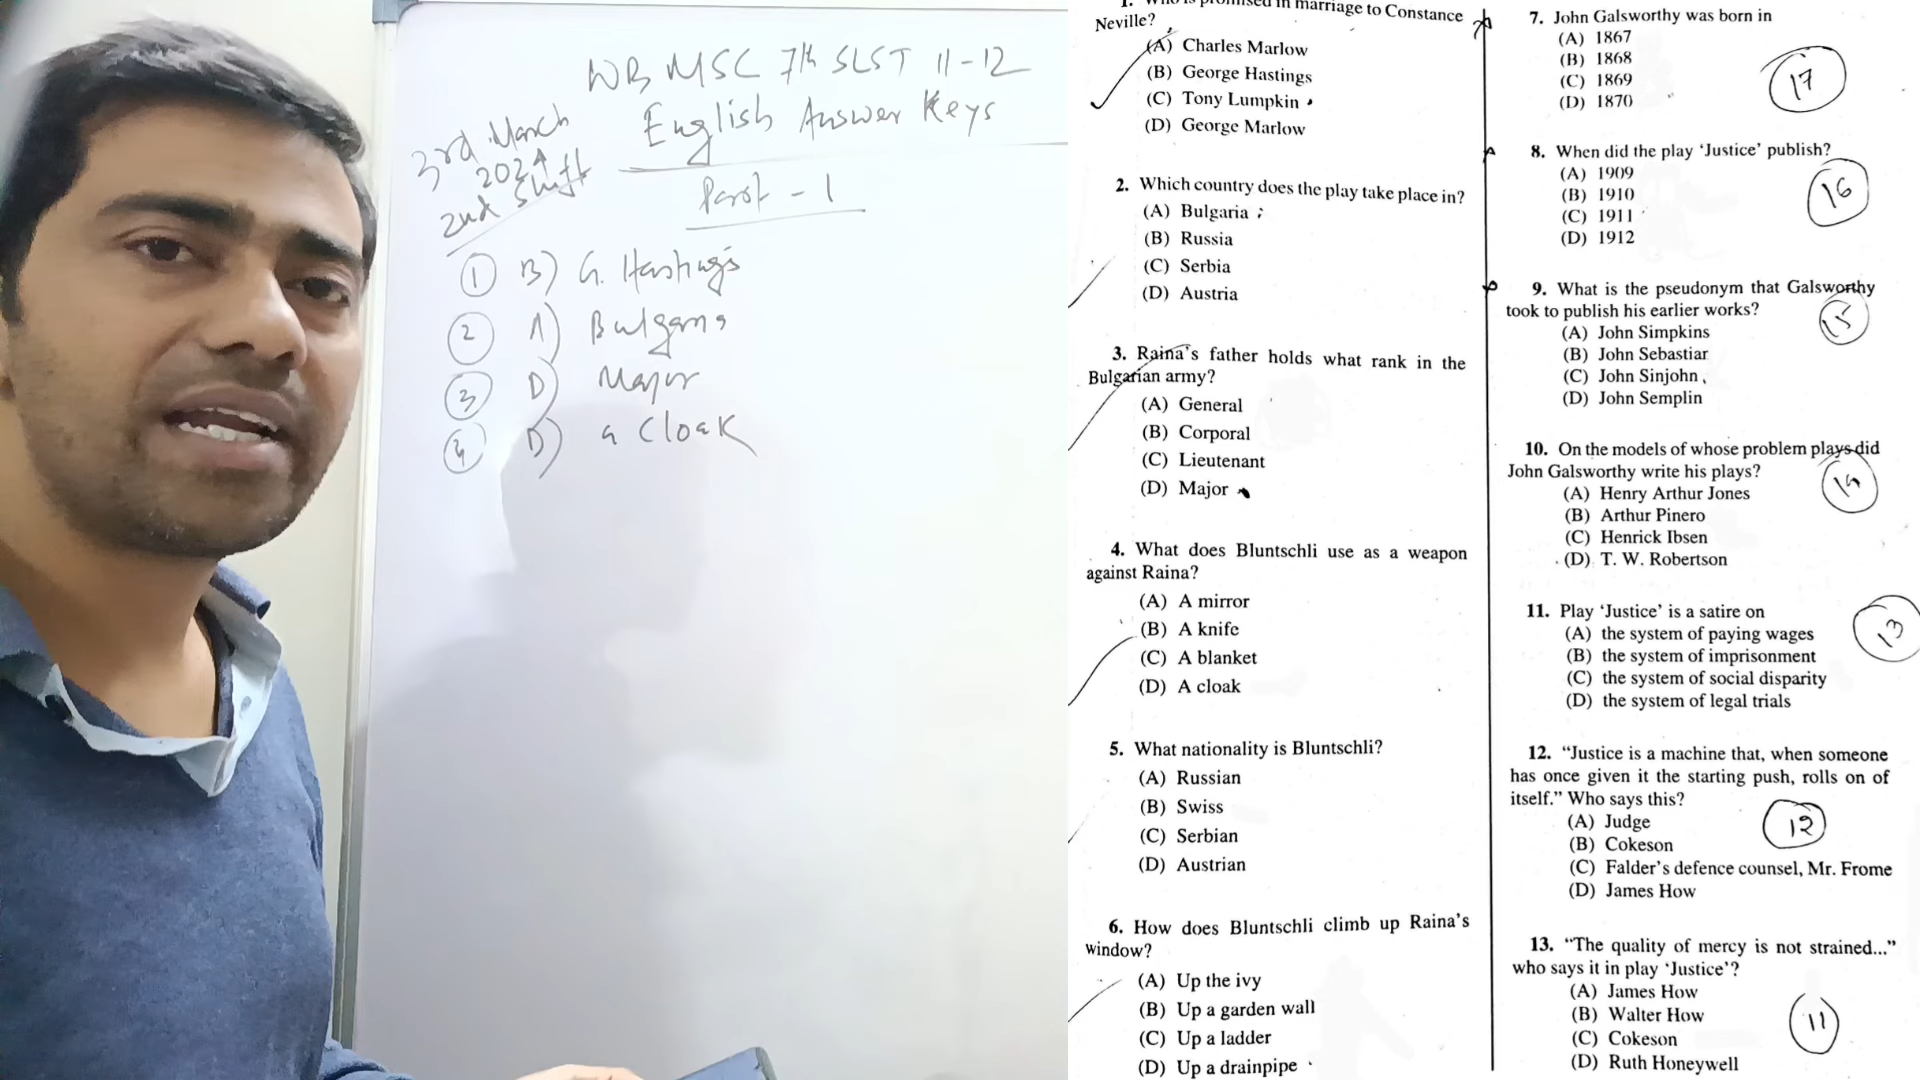 WB MSC 7th SLST 11-12
English Answer Keys
3rd March
2024
2nd Shift
Part - 1
① B) G. Hastings
② A) Bulgaria
③ D) Major
④ D) a Cloak
1. Who is promised in marriage to Constance
Neville?
(A) Charles Marlow
(B) George Hastings
(C) Tony Lumpkin
(D) George Marlow
2. Which country does the play take place in?
(A) Bulgaria
(B) Russia
(C) Serbia
(D) Austria
3. Raina's father holds what rank in the
Bulgarian army?
(A) General
(B) Corporal
(C) Lieutenant
(D) Major
4. What does Bluntschli use as a weapon
against Raina?
(A) A mirror
(B) A knife
(C) A blanket
(D) A cloak
5. What nationality is Bluntschli?
(A) Russian
(B) Swiss
(C) Serbian
(D) Austrian
6. How does Bluntschli climb up Raina's
window?
(A) Up the ivy
(B) Up a garden wall
(C) Up a ladder
(D) Up a drainpipe
7. John Galsworthy was born in
(A) 1867
(B) 1868
(C) 1869
(D) 1870
17
8. When did the play 'Justice' publish?
(A) 1909
(B) 1910
(C) 1911
(D) 1912
16
9. What is the pseudonym that Galsworthy
took to publish his earlier works?
(A) John Simpkins
(B) John Sebastiar
(C) John Sinjohn
(D) John Semplin
15
10. On the models of whose problem plays did
John Galsworthy write his plays?
(A) Henry Arthur Jones
(B) Arthur Pinero
(C) Henrick Ibsen
(D) T. W. Robertson
14
11. Play 'Justice' is a satire on
(A) the system of paying wages
(B) the system of imprisonment
(C) the system of social disparity
(D) the system of legal trials
13
12. "Justice is a machine that, when someone
has once given it the starting push, rolls on of
itself." Who says this?
(A) Judge
(B) Cokeson
(C) Falder's defence counsel, Mr. Frome
(D) James How
12
13. "The quality of mercy is not strained..."
who says it in play 'Justice'?
(A) James How
(B) Walter How
(C) Cokeson
(D) Ruth Honeywell
11